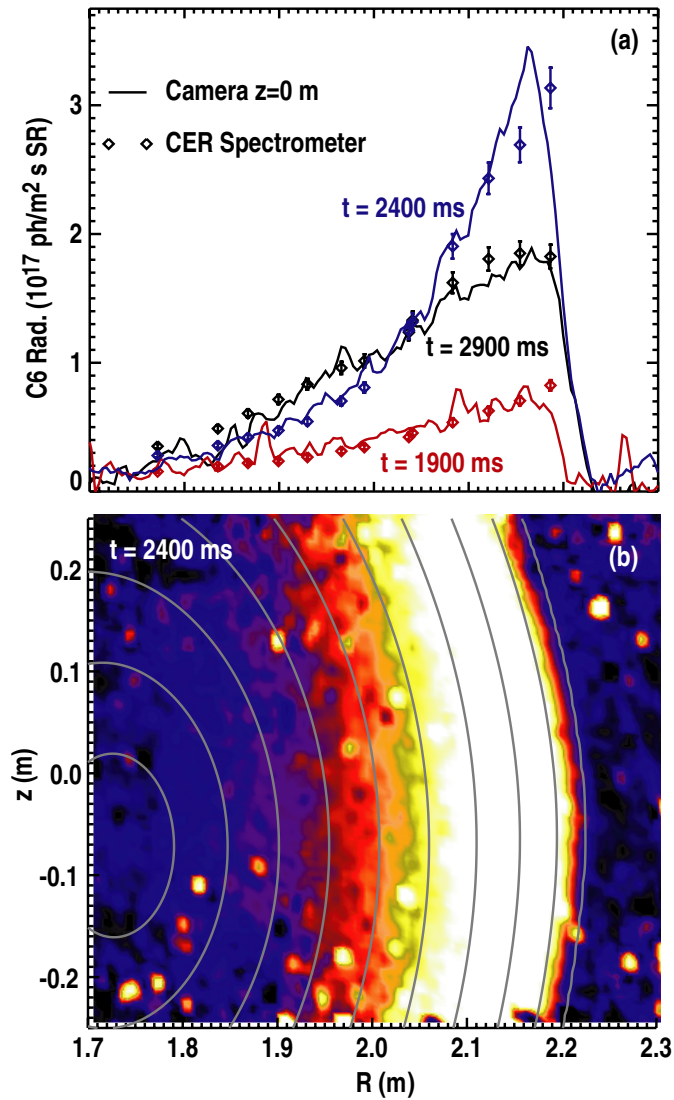 (a)
Camera z=0 m
CER Spectrometer
t = 2400 ms
t = 2900 ms
t = 1900 ms
C6 Rad. (10^17 ph/m^2 s SR)
3
2
1
0
t = 2400 ms
(b)
z (m)
0.2
0.1
0.0
-0.1
-0.2
1.7 1.8 1.9 2.0 2.1 2.2 2.3
R (m)